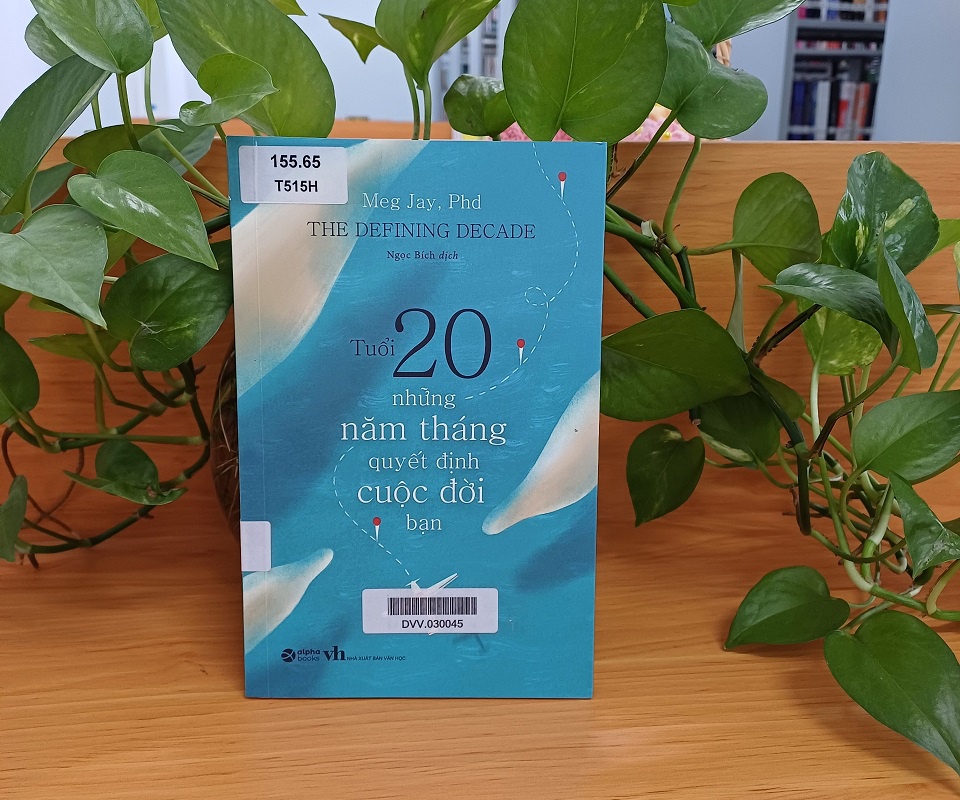 155.65
T515H
Meg Jay, Phd
THE DEFINING DECADE
Ngọc Bích dịch
Tuổi 20
những
năm tháng
quyết định
cuộc đời
bạn
DVV.030045
alpha books vh NHÀ XUẤT BẢN VĂN HỌC